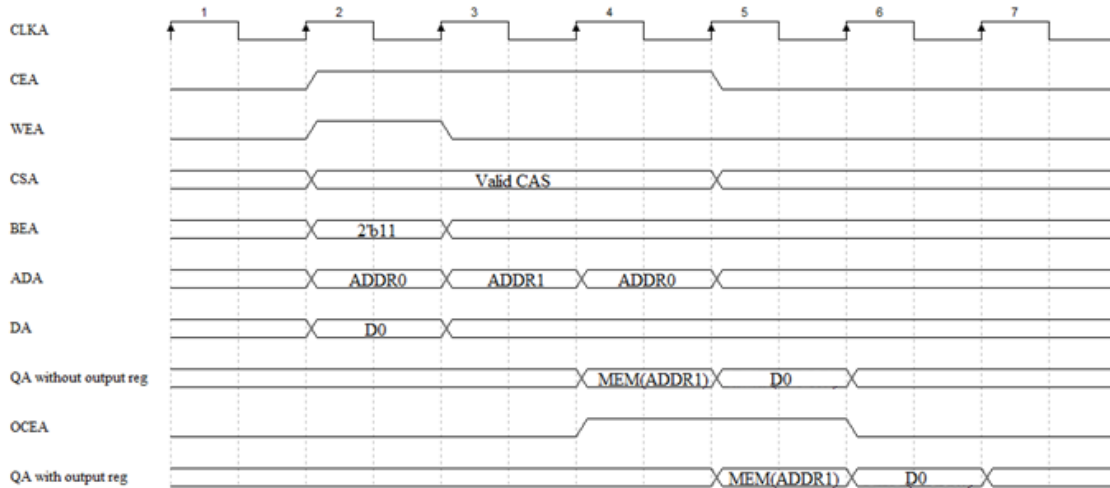 1 2 3 4 5 6 7
CLKA
CEA
WEA
CSA Valid CAS
BEA 2'b11
ADA ADDR0 ADDR1 ADDR0
DA D0
QA without output reg MEM(ADDR1) D0
OCEA
QA with output reg MEM(ADDR1) D0